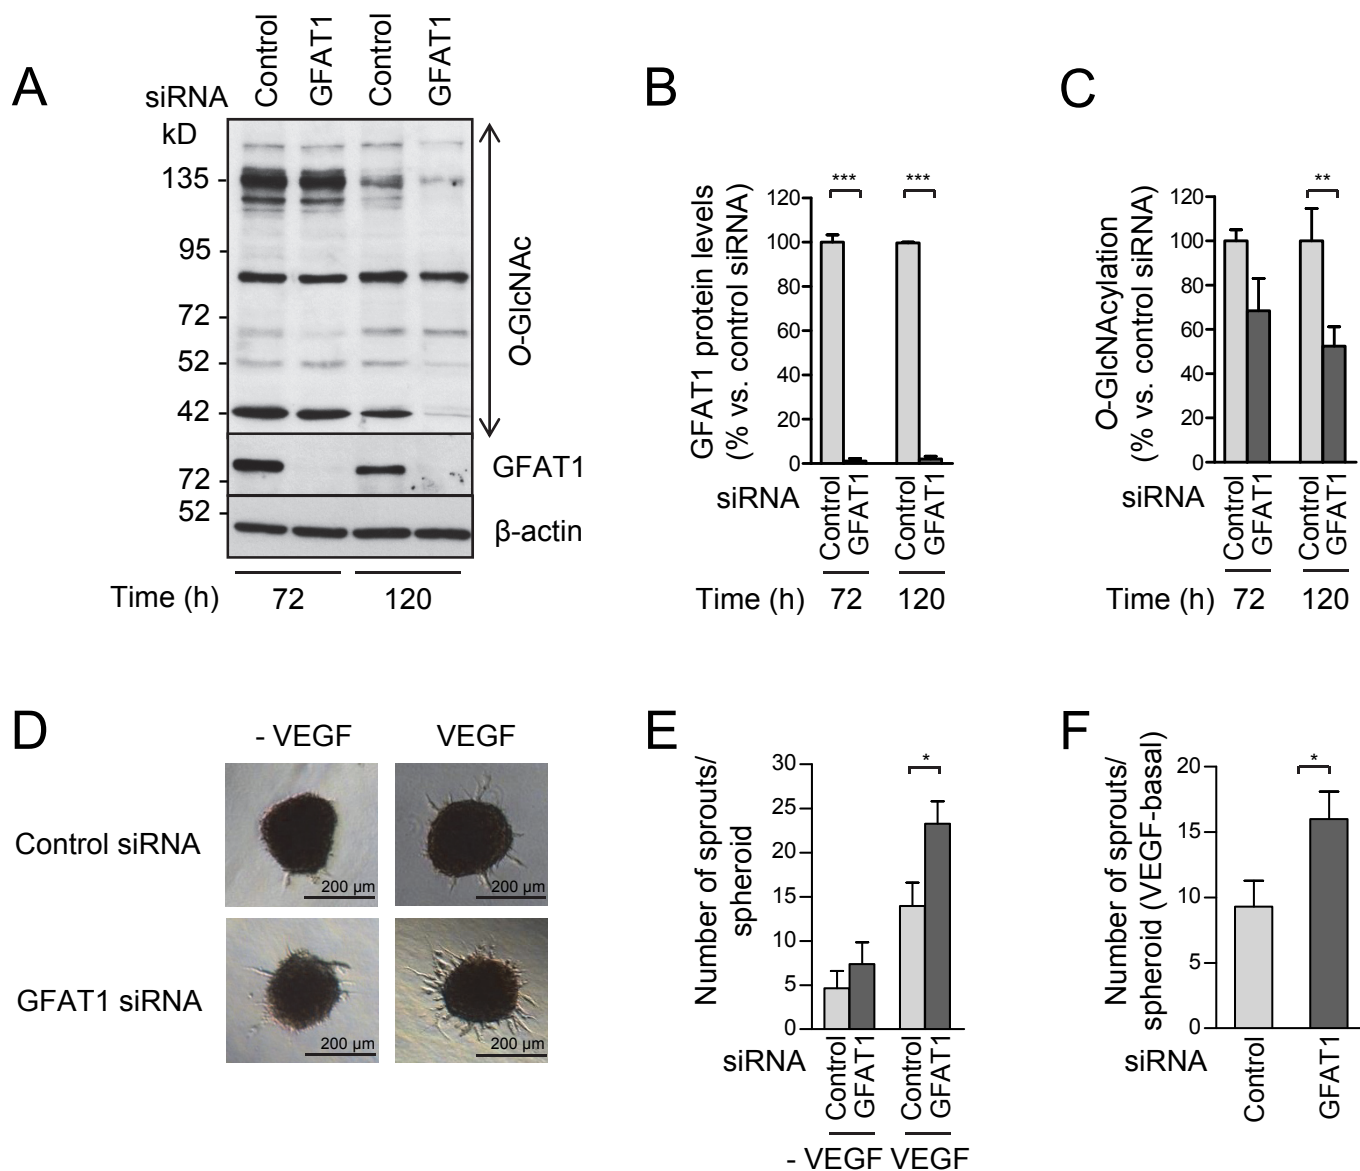 A
siRNA
Control
GFAT1
Control
GFAT1
kD
135
95
72
52
42
72
52
O-GlcNAc
GFAT1
β-actin
Time (h)
72
120
B
GFAT1 protein levels
(% vs. control siRNA)
120
100
80
60
40
20
0
***
***
siRNA
Control
GFAT1
Control
GFAT1
Time (h)
72
120
C
O-GlcNAcylation
(% vs. control siRNA)
120
100
80
60
40
20
0
**
siRNA
Control
GFAT1
Control
GFAT1
Time (h)
72
120
D
- VEGF
VEGF
Control siRNA
200 µm
200 µm
GFAT1 siRNA
200 µm
200 µm
E
Number of sprouts/
spheroid
30
25
20
15
10
5
0
*
siRNA
Control
GFAT1
Control
GFAT1
- VEGF
VEGF
F
Number of sprouts/
spheroid (VEGF-basal)
20
15
10
5
0
*
siRNA
Control
GFAT1